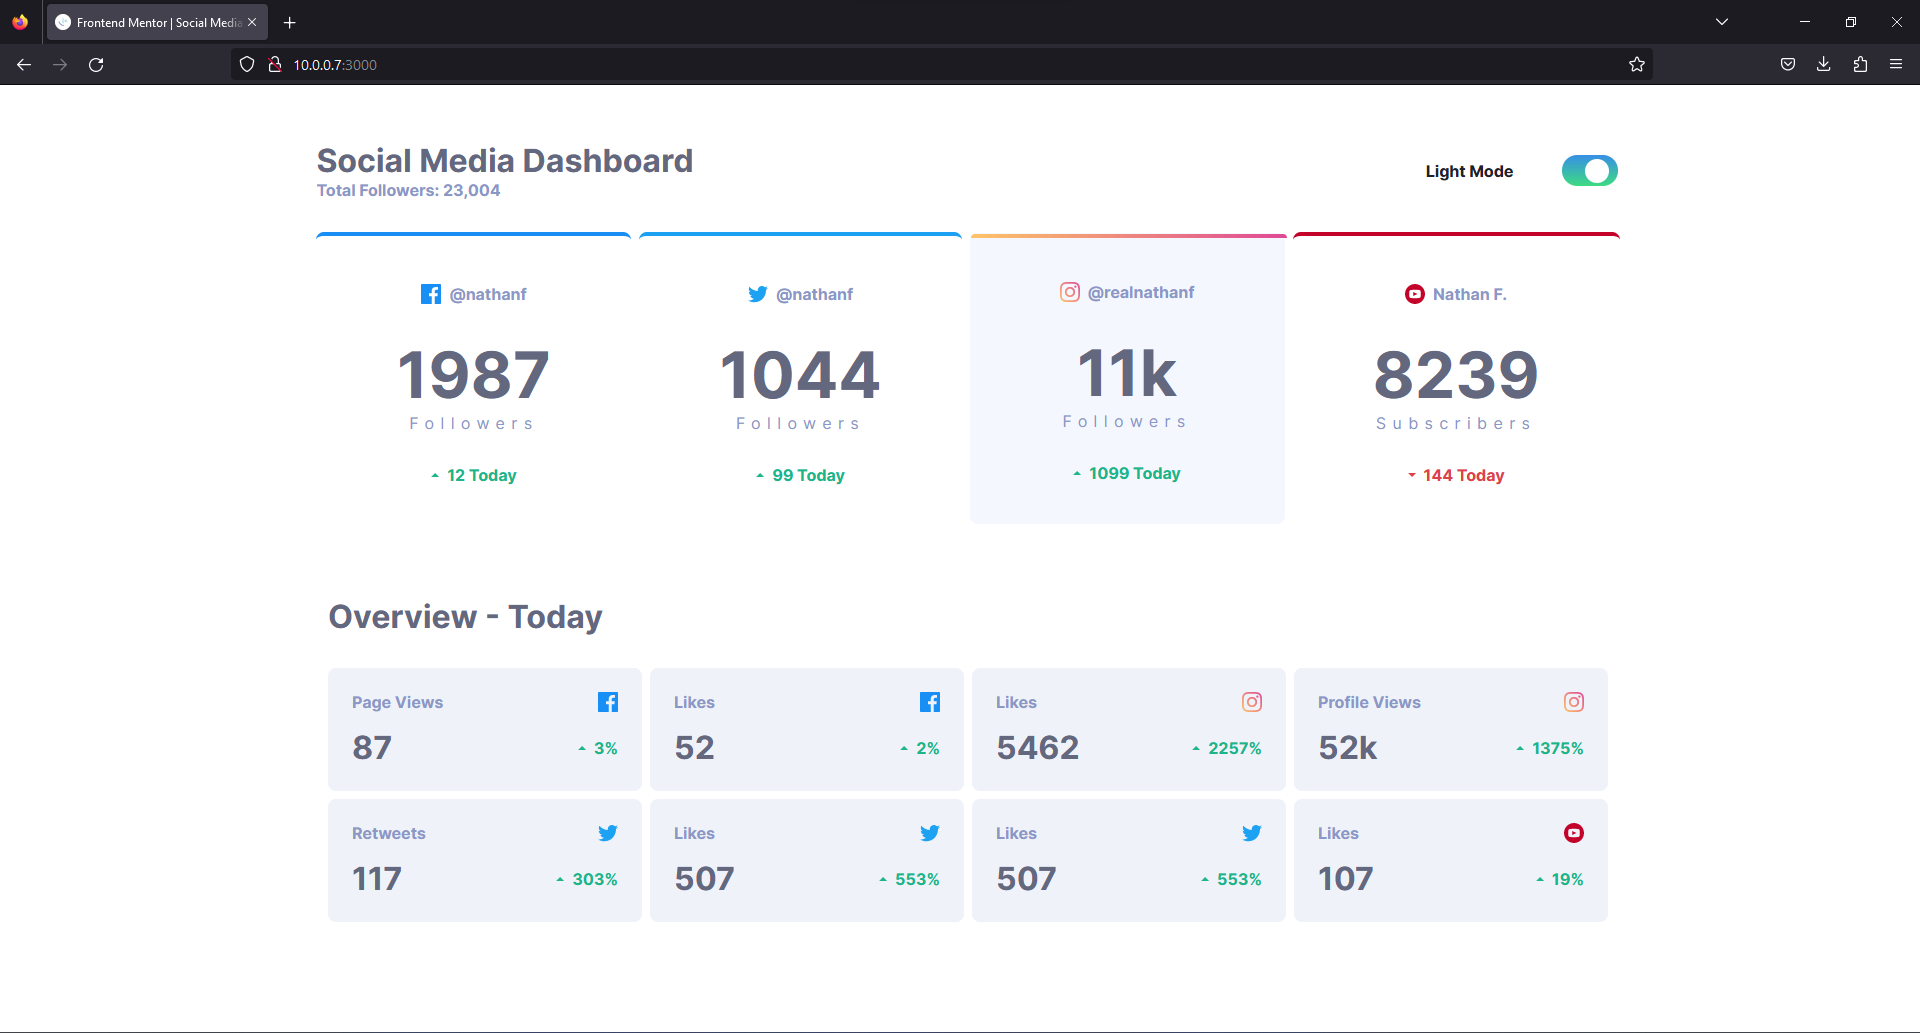 Frontend Mentor | Social Media
10.0.0.7:3000
Social Media Dashboard
Total Followers: 23,004
Light Mode
@nathanf
1987
Followers
12 Today
@nathanf
1044
Followers
99 Today
@realnathanf
11k
Followers
1099 Today
Nathan F.
8239
Subscribers
144 Today
Overview - Today
Page Views
87
3%
Likes
52
2%
Likes
5462
2257%
Profile Views
52k
1375%
Retweets
117
303%
Likes
507
553%
Likes
507
553%
Likes
107
19%